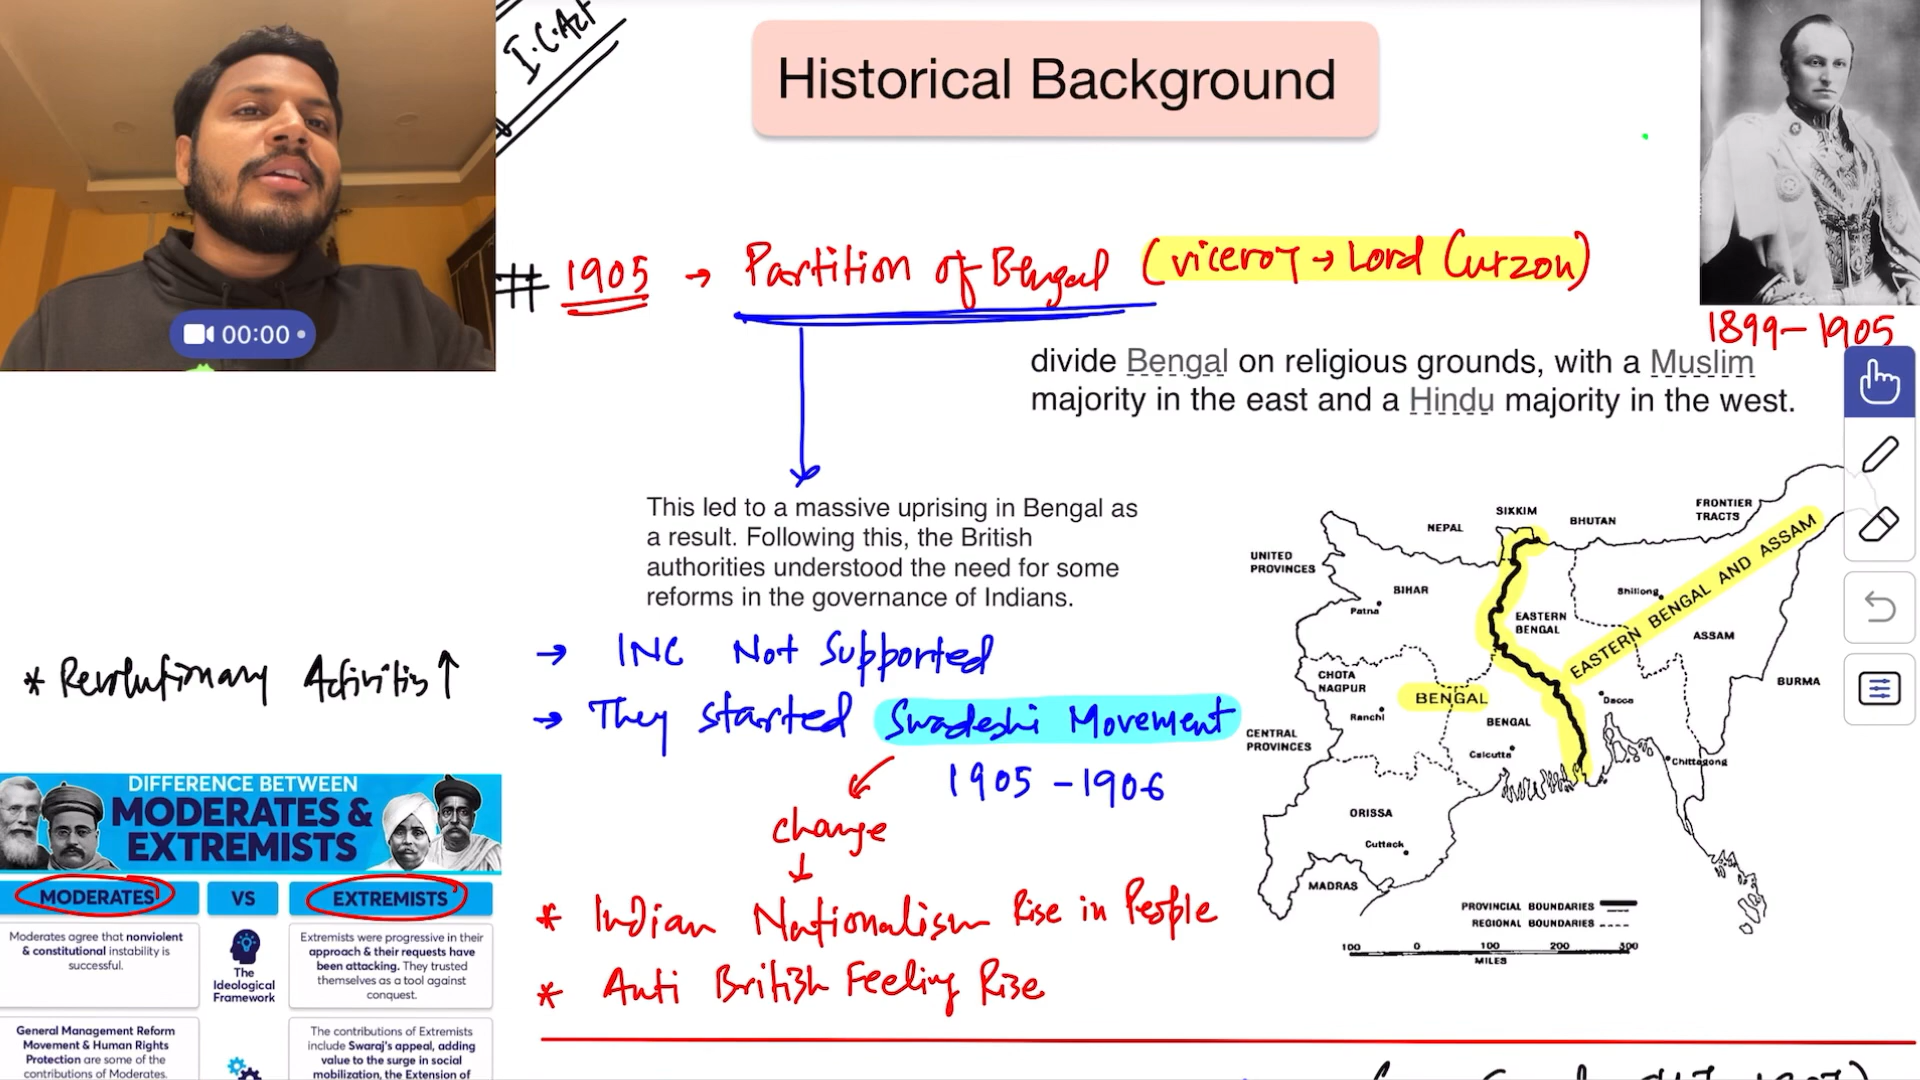 I.C.Act
Historical Background
# 1905 → Partition of Bengal (viceroy → Lord Curzon)
1899-1905
00:00
divide Bengal on religious grounds, with a Muslim
majority in the east and a Hindu majority in the west.
This led to a massive uprising in Bengal as
a result. Following this, the British
authorities understood the need for some
reforms in the governance of Indians.
* Revolutionary Activities ↑
→ INC Not Supported
→ They started Swadeshi Movement
1905 - 1906
change
* Indian Nationalism Rise in People
* Anti British Feeling Rise
SIKKIM
NEPAL
BHUTAN
FRONTIER
TRACTS
UNITED
PROVINCES
BIHAR
Patna
Shillong
EASTERN
BENGAL
EASTERN BENGAL AND ASSAM
ASSAM
CHOTA
NAGPUR
BENGAL
BURMA
Ranchi
BENGAL
Dacca
CENTRAL
PROVINCES
Calcutta
Chittagong
ORISSA
Cuttack
MADRAS
PROVINCIAL BOUNDARIES
REGIONAL BOUNDARIES
100 0 100 200 300
MILES
DIFFERENCE BETWEEN
MODERATES &
EXTREMISTS
MODERATES VS EXTREMISTS
Moderates agree that nonviolent
& constitutional instability is
successful.
The
Ideological
Framework
Extremists were progressive in their
approach & their requests have
been attacking. They trusted
themselves as a tool against
conquest.
General Management Reform
Movement & Human Rights
Protection are some of the
contributions of Moderates.
The contributions of Extremists
include Swaraj's appeal, adding
value to the surge in social
mobilization, the Extension of